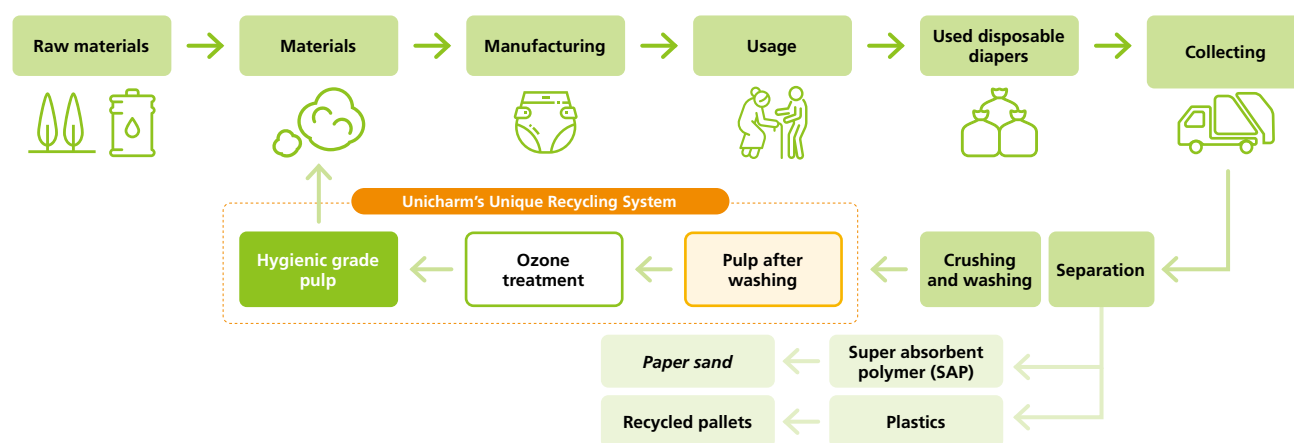 Raw materials
Materials
Manufacturing
Usage
Used disposable
diapers
Collecting
Unicharm's Unique Recycling System
Hygienic grade
pulp
Ozone
treatment
Pulp after
washing
Crushing
and washing
Separation
Paper sand
Super absorbent
polymer (SAP)
Recycled pallets
Plastics